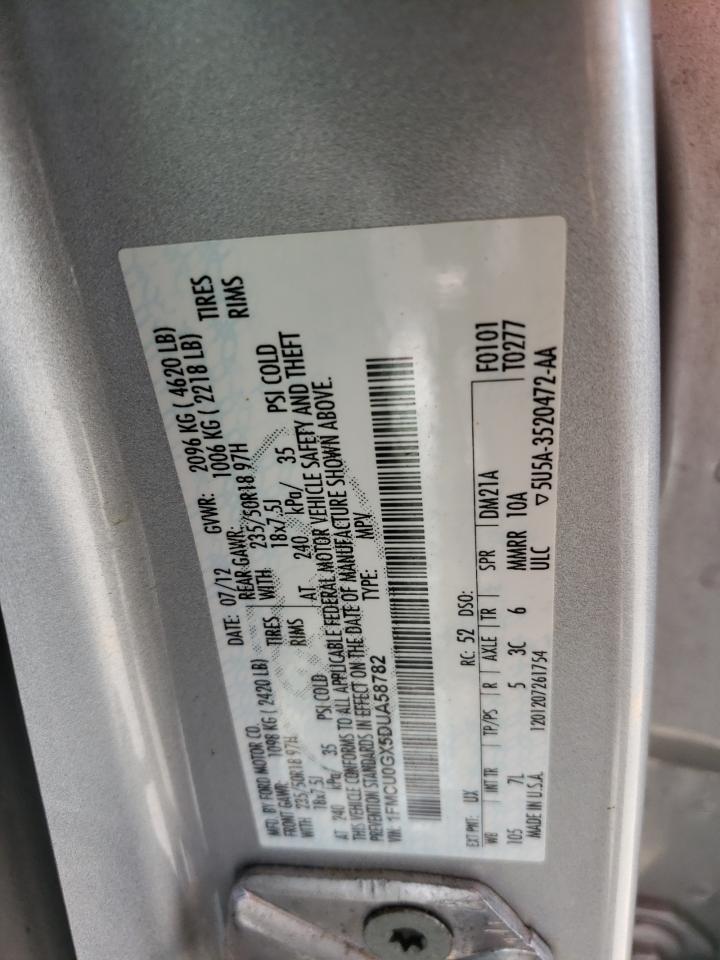 MFD. BY FORD MOTOR CO.
DATE: 07/12
GVWR: 2096 KG ( 4620 LB)
FRONT GAWR: 1098 KG ( 2420 LB)
REAR GAWR: 1006 KG ( 2218 LB)
WITH 235/50R18 97H
TIRES WITH 235/50R18 97H TIRES
18x7.5J
RIMS 18x7.5J RIMS
AT 240 kPa/ 35 PSI COLD
AT 240 kPa/ 35 PSI COLD
THIS VEHICLE CONFORMS TO ALL APPLICABLE FEDERAL MOTOR VEHICLE SAFETY AND THEFT
PREVENTION STANDARDS IN EFFECT ON THE DATE OF MANUFACTURE SHOWN ABOVE.
VIN: 1FMCU0GX5DUA58782
TYPE: MPV
EXT PNT: UX RC: 52 DSO: F0101
WB INT TR TP/PS R AXLE TR SPR DM21A T0277
105 7L 5 3C 6 MMRR 10A
MADE IN U.S.A. 1201207261754 ULC ▽5U5A-3520472-AA